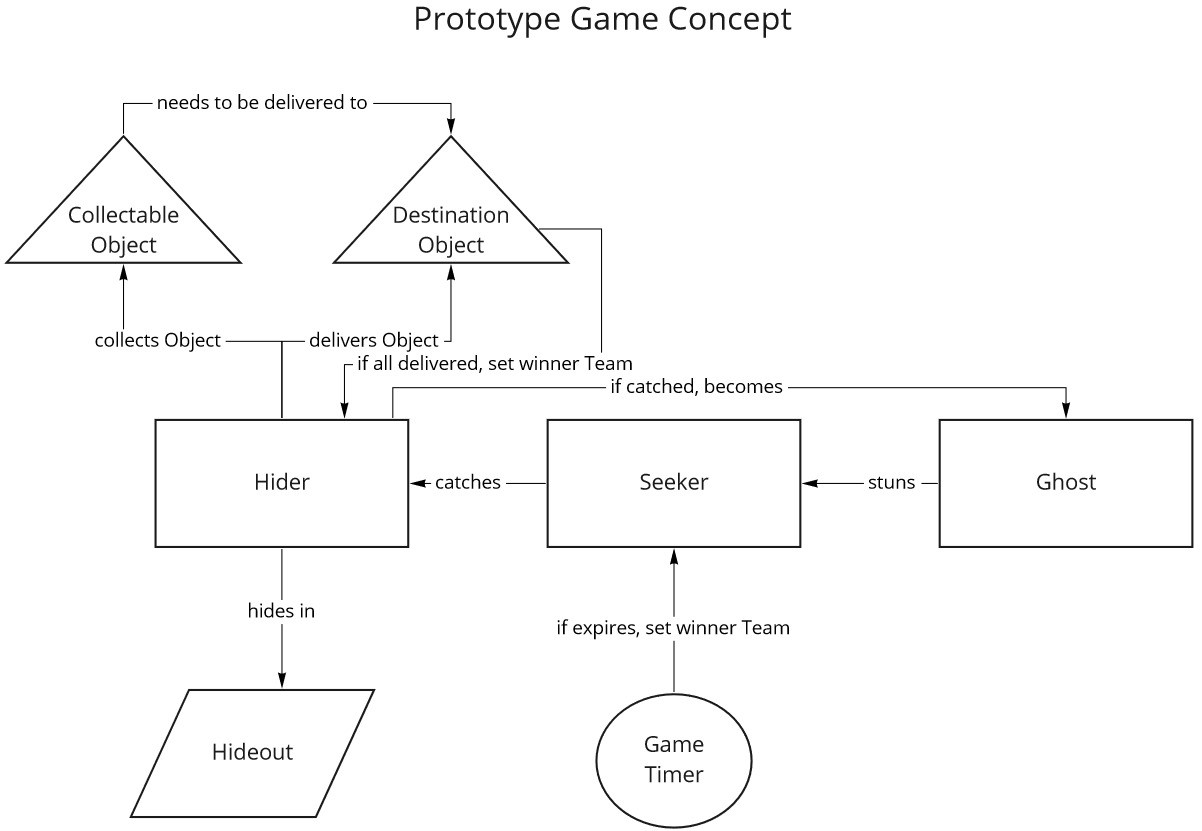 Prototype Game Concept
needs to be delivered to
Collectable
Object
Destination
Object
collects Object
delivers Object
if all delivered, set winner Team
if catched, becomes
Hider
catches
Seeker
stuns
Ghost
hides in
if expires, set winner Team
Hideout
Game
Timer